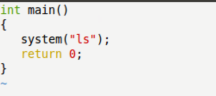 int main()
{
   system("ls");
   return 0;
}
~